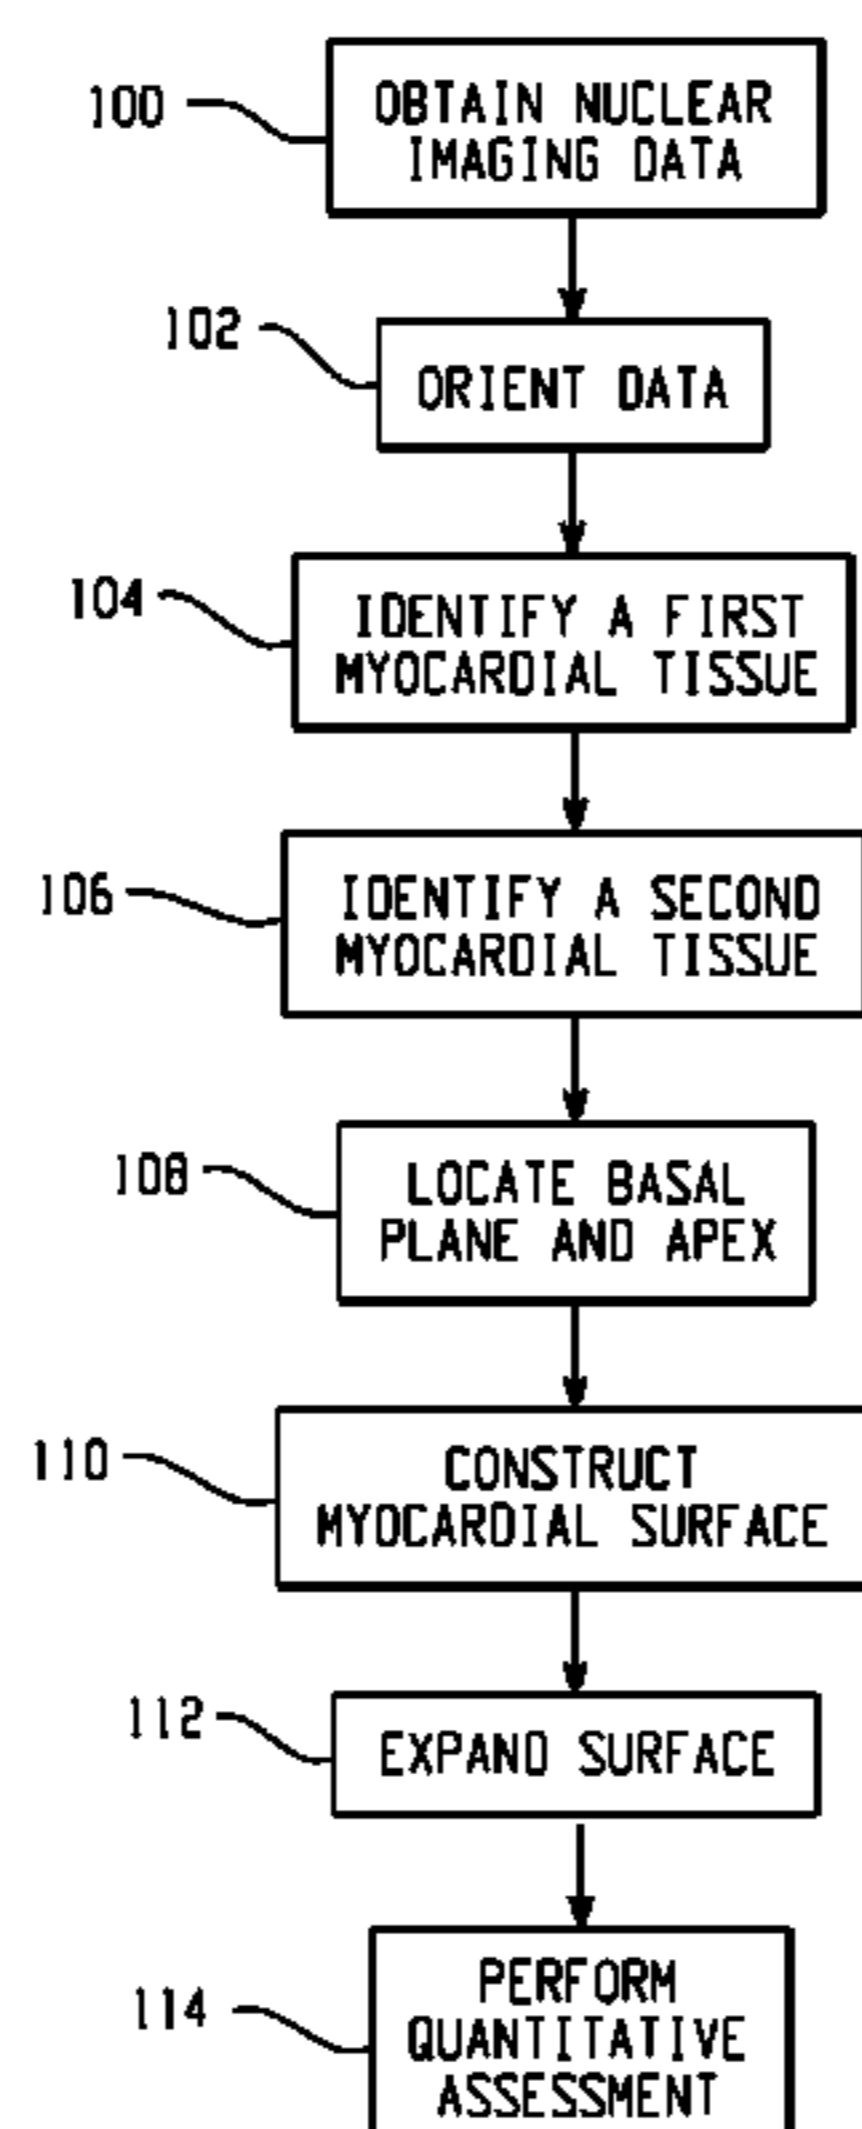 100
OBTAIN NUCLEAR
IMAGING DATA
102
ORIENT DATA
104
IDENTIFY A FIRST
MYOCARDIAL TISSUE
106
IDENTIFY A SECOND
MYOCARDIAL TISSUE
108
LOCATE BASAL
PLANE AND APEX
110
CONSTRUCT
MYOCARDIAL SURFACE
112
EXPAND SURFACE
114
PERFORM
QUANTITATIVE
ASSESSMENT